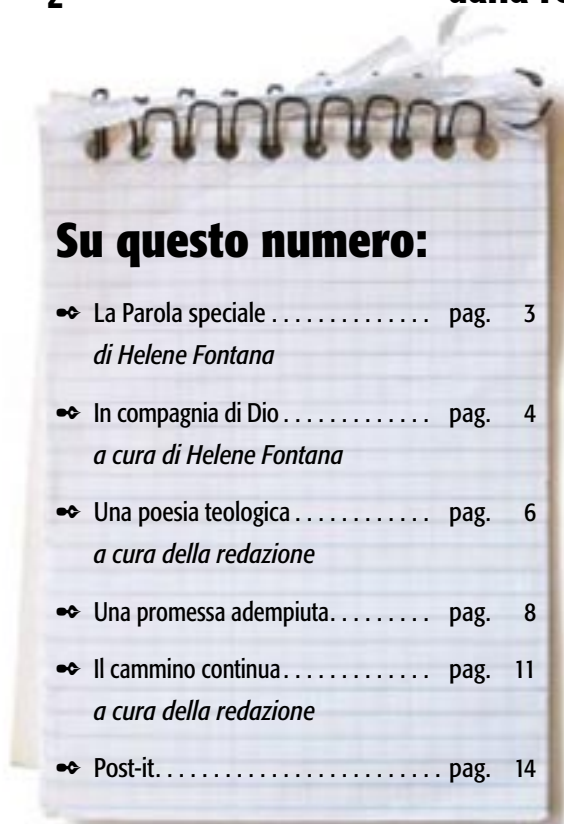 2
Su questo numero:
La Parola speciale . . . . . . . . . . . . . . pag. 3
di Helene Fontana
In compagnia di Dio . . . . . . . . . . . . . pag. 4
a cura di Helene Fontana
Una poesia teologica . . . . . . . . . . . . pag. 6
a cura della redazione
Una promessa adempiuta. . . . . . . . . pag. 8
Il cammino continua . . . . . . . . . . . . . pag. 11
a cura della redazione
Post-it. . . . . . . . . . . . . . . . . . . . . . . . pag. 14